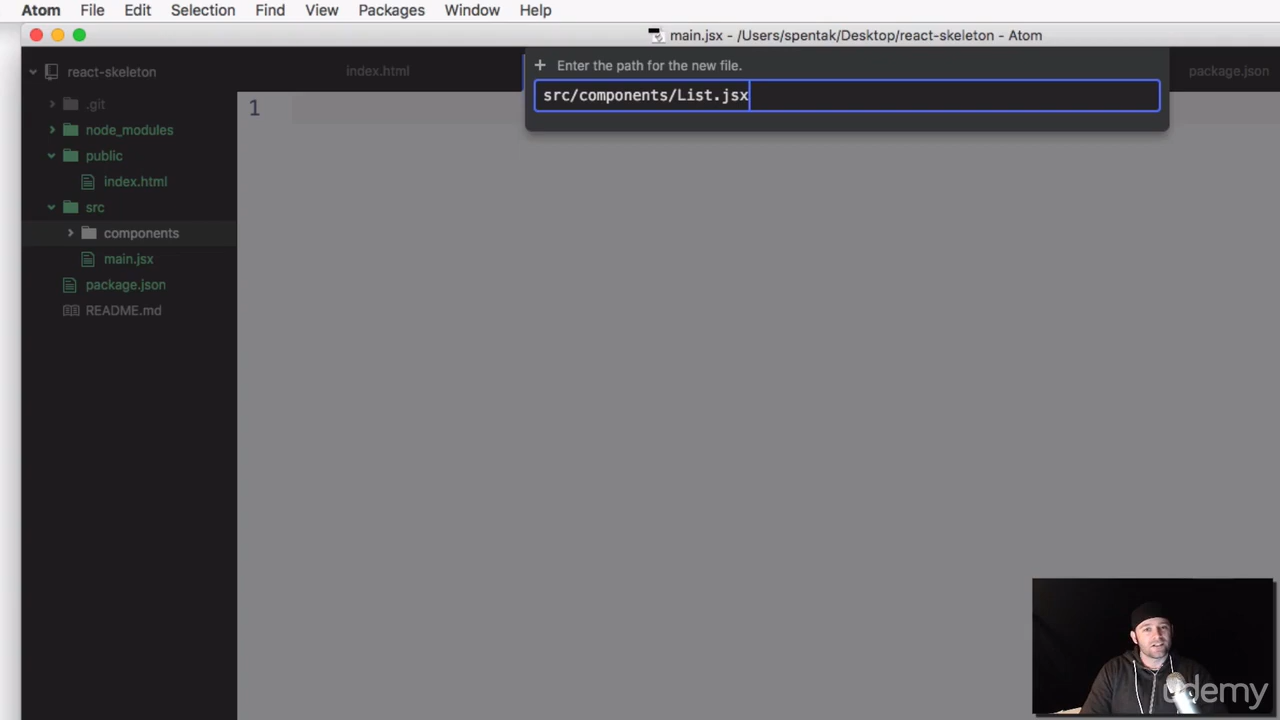 Atom File Edit Selection Find View Packages Window Help
main.jsx - /Users/spentak/Desktop/react-skeleton - Atom
react-skeleton
index.html
package.json
+ Enter the path for the new file.
src/components/List.jsx
.git
node_modules
public
index.html
src
components
main.jsx
package.json
README.md
1
udemy